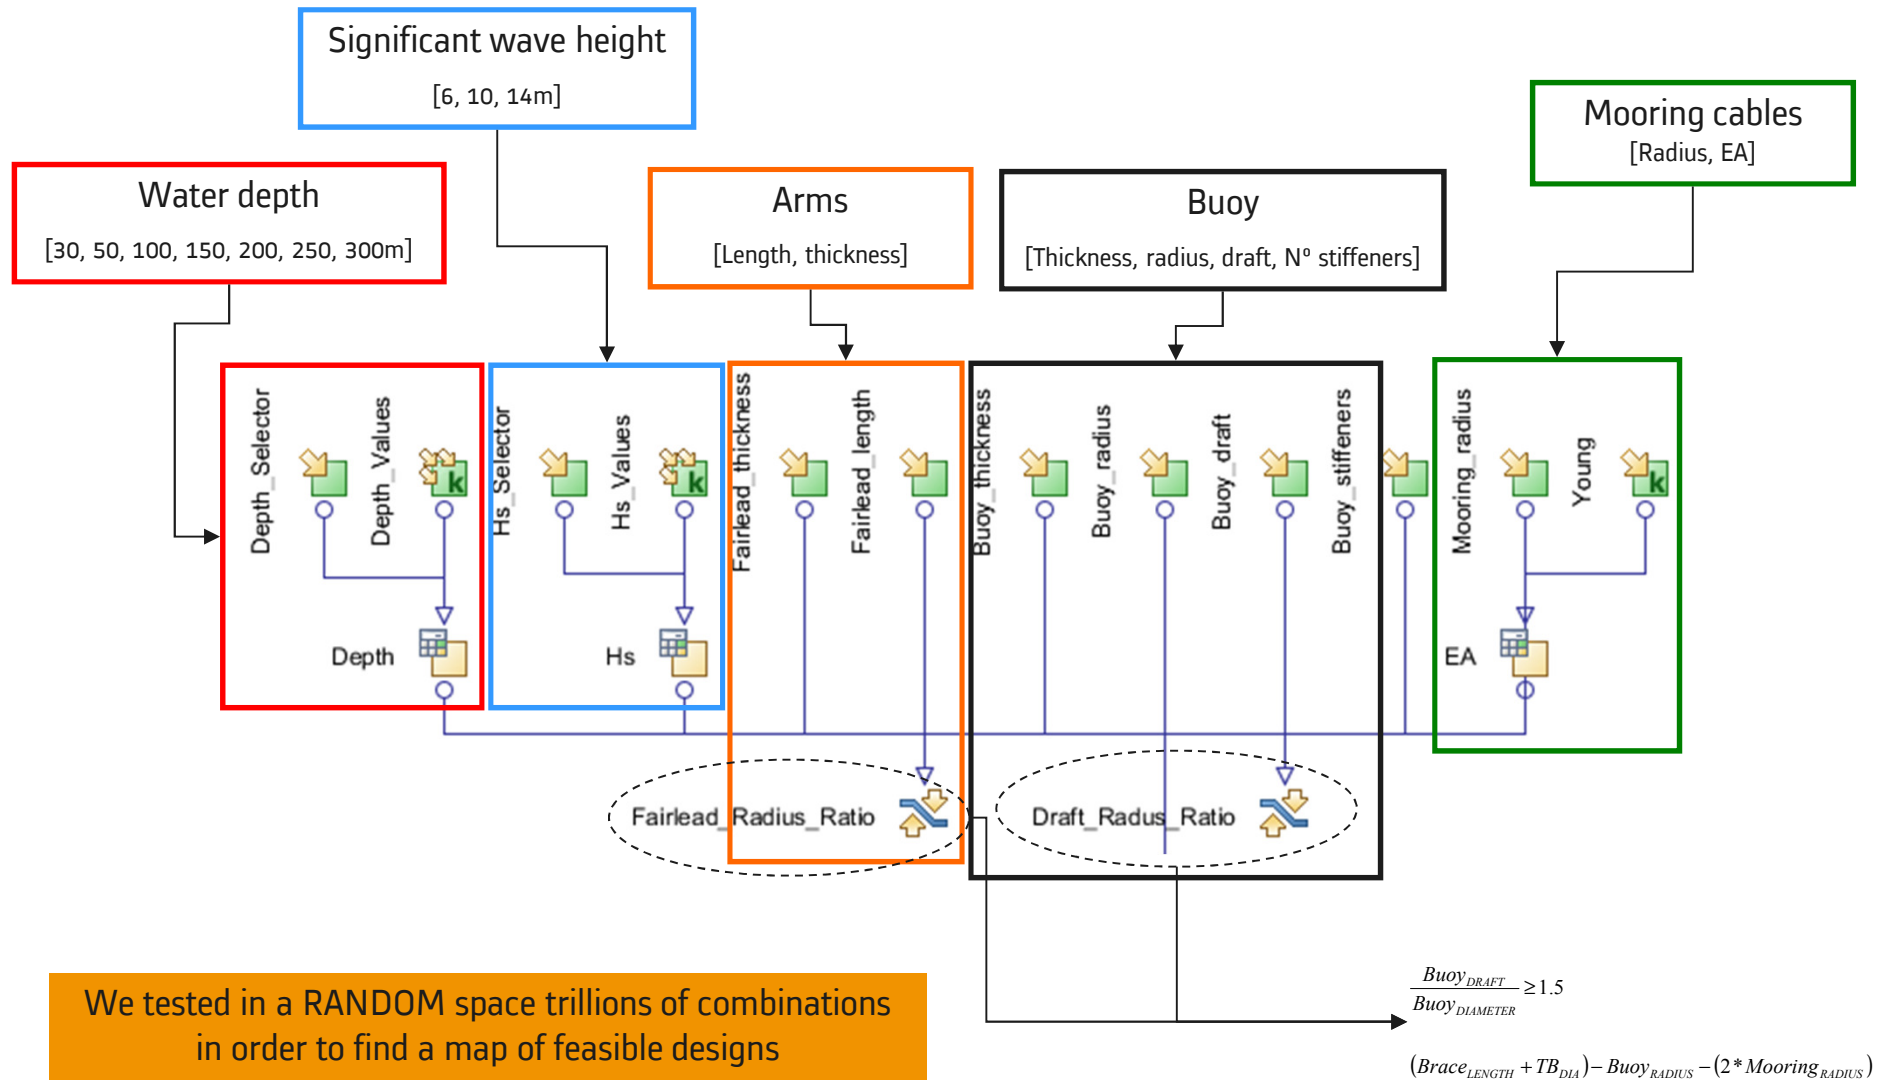 Significant wave height
[6, 10, 14m]
Mooring cables
[Radius, EA]
Water depth
[30, 50, 100, 150, 200, 250, 300m]
Arms
[Length, thickness]
Buoy
[Thickness, radius, draft, Nº stiffeners]
Depth_Selector
Depth_Values
Hs_Selector
Hs_Values
Fairlead_thickness
Fairlead_length
Buoy_thickness
Buoy_radius
Buoy_draft
Buoy_stiffeners
Mooring_radius
Young
k
k
k
Depth
Hs
EA
Fairlead_Radius_Ratio
Draft_Radus_Ratio
We tested in a RANDOM space trillions of combinations
in order to find a map of feasible designs
Buoy_DRAFT
Buoy_DIAMETER
≥1.5
(Brace_LENGTH + TB_DIA) − Buoy_RADIUS − (2 * Mooring_RADIUS)